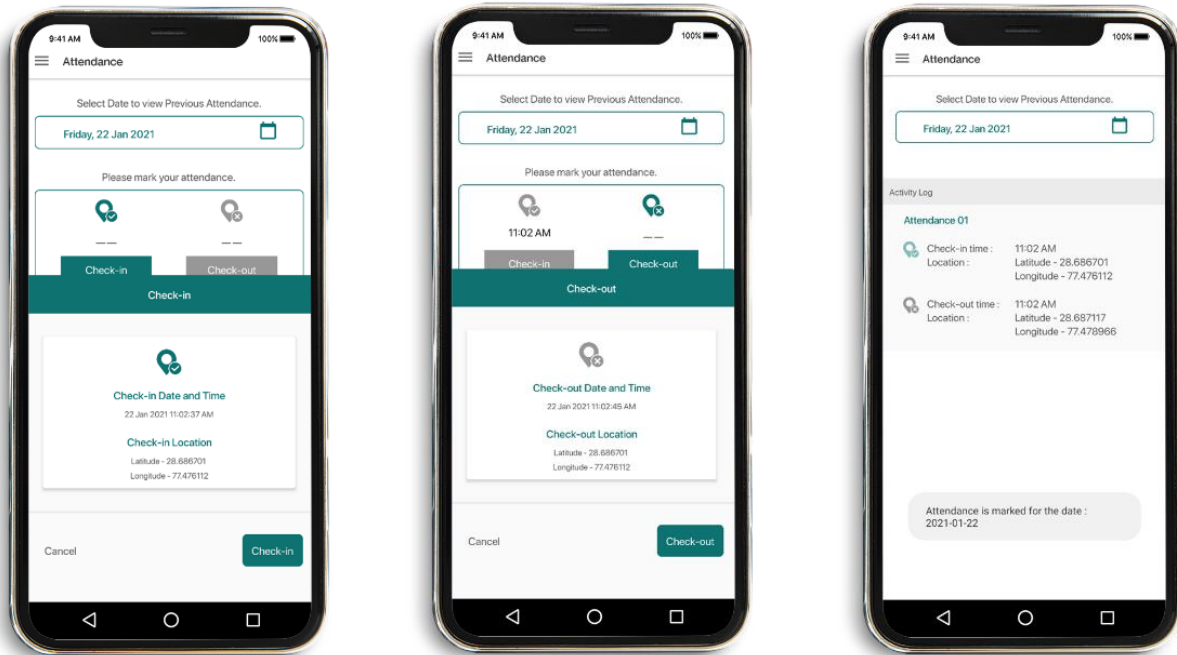 9:41 AM
100%
Attendance
Select Date to view Previous Attendance.
Friday, 22 Jan 2021
Please mark your attendance.
Check-in
Check-out
Check-in
Check-in Date and Time
22 Jan 2021 11:02:37 AM
Check-in Location
Latitude - 28.686701
Longitude - 77.476112
Cancel
Check-in
9:41 AM
100%
Attendance
Select Date to view Previous Attendance.
Friday, 22 Jan 2021
Please mark your attendance.
11:02 AM
Check-in
Check-out
Check-out
Check-out Date and Time
22 Jan 2021 11:02:45 AM
Check-out Location
Latitude - 28.686701
Longitude - 77.476112
Cancel
Check-out
9:41 AM
100%
Attendance
Select Date to view Previous Attendance.
Friday, 22 Jan 2021
Activity Log
Attendance 01
Check-in time : 11:02 AM
Location : Latitude - 28.686701
Longitude - 77.476112
Check-out time : 11:02 AM
Location : Latitude - 28.687117
Longitude - 77.478966
Attendance is marked for the date :
2021-01-22